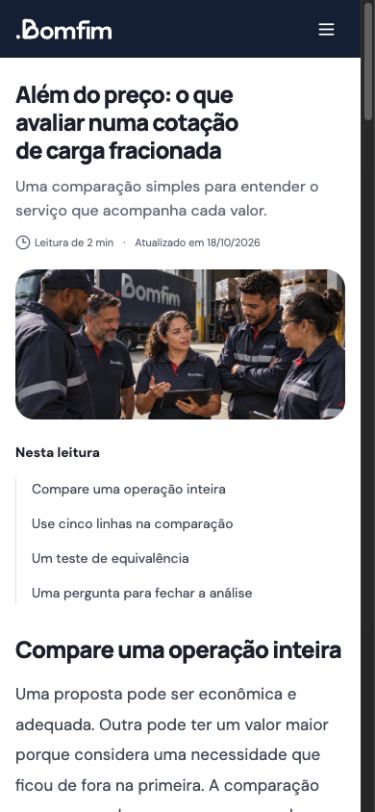 .Bomfim
Além do preço: o que
avaliar numa cotação
de carga fracionada
Uma comparação simples para entender o
serviço que acompanha cada valor.
Leitura de 2 min · Atualizado em 18/10/2026
Bomfim
Nesta leitura
Compare uma operação inteira
Use cinco linhas na comparação
Um teste de equivalência
Uma pergunta para fechar a análise
Compare uma operação inteira
Uma proposta pode ser econômica e
adequada. Outra pode ter um valor maior
porque considera uma necessidade que
ficou de fora na primeira. A comparação